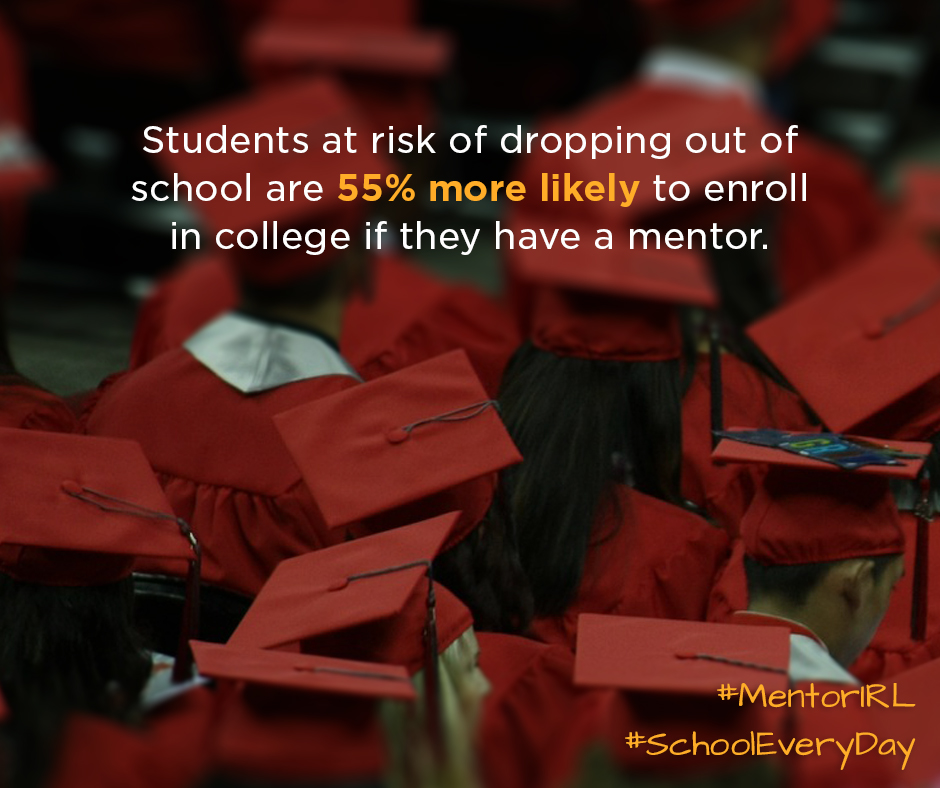 Students at risk of dropping out of
school are 55% more likely to enroll
in college if they have a mentor.
#MentorIRL
#SchoolEveryDay